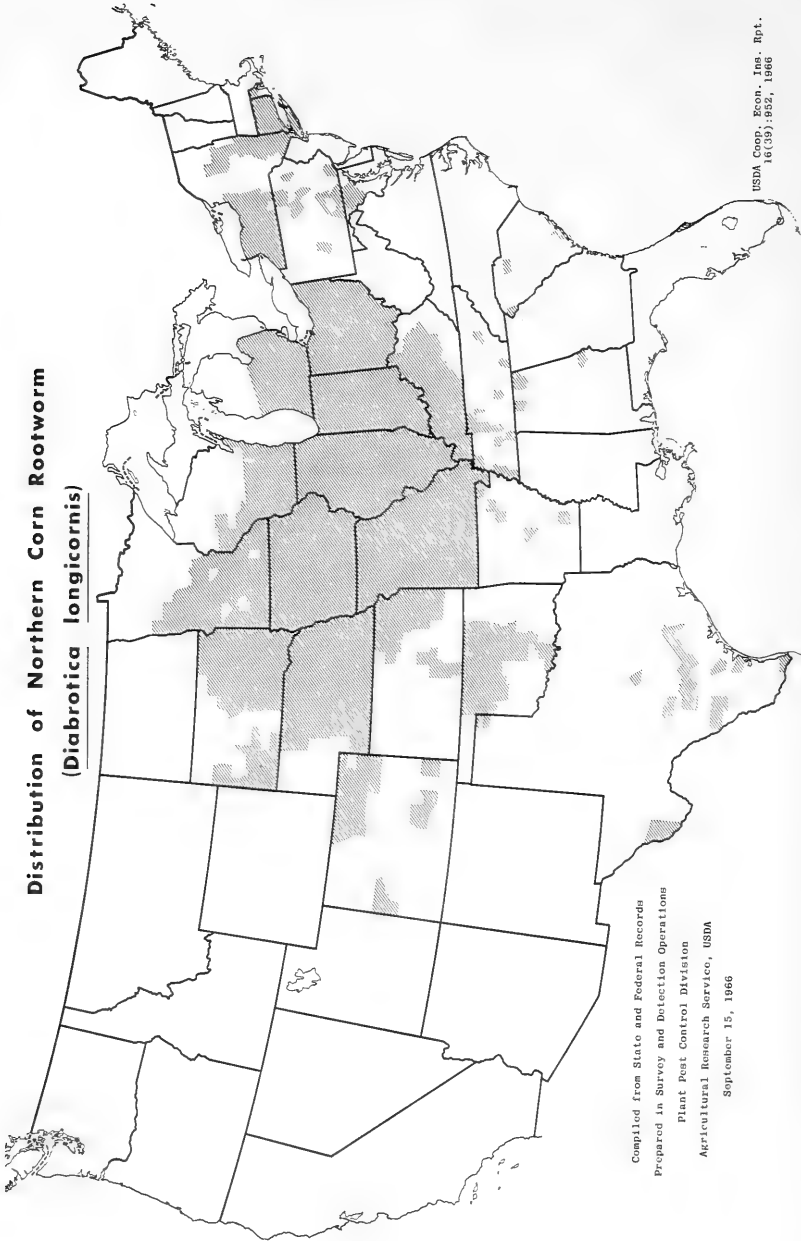 Distribution of Northern Corn Rootworm
(Diabrotica longicornis)
Compiled from State and Federal Records
Prepared in Survey and Detection Operations
Plant Pest Control Division
Agricultural Research Service, USDA
September 15, 1966
USDA Coop. Econ. Ins. Rpt.
16(39):952, 1966